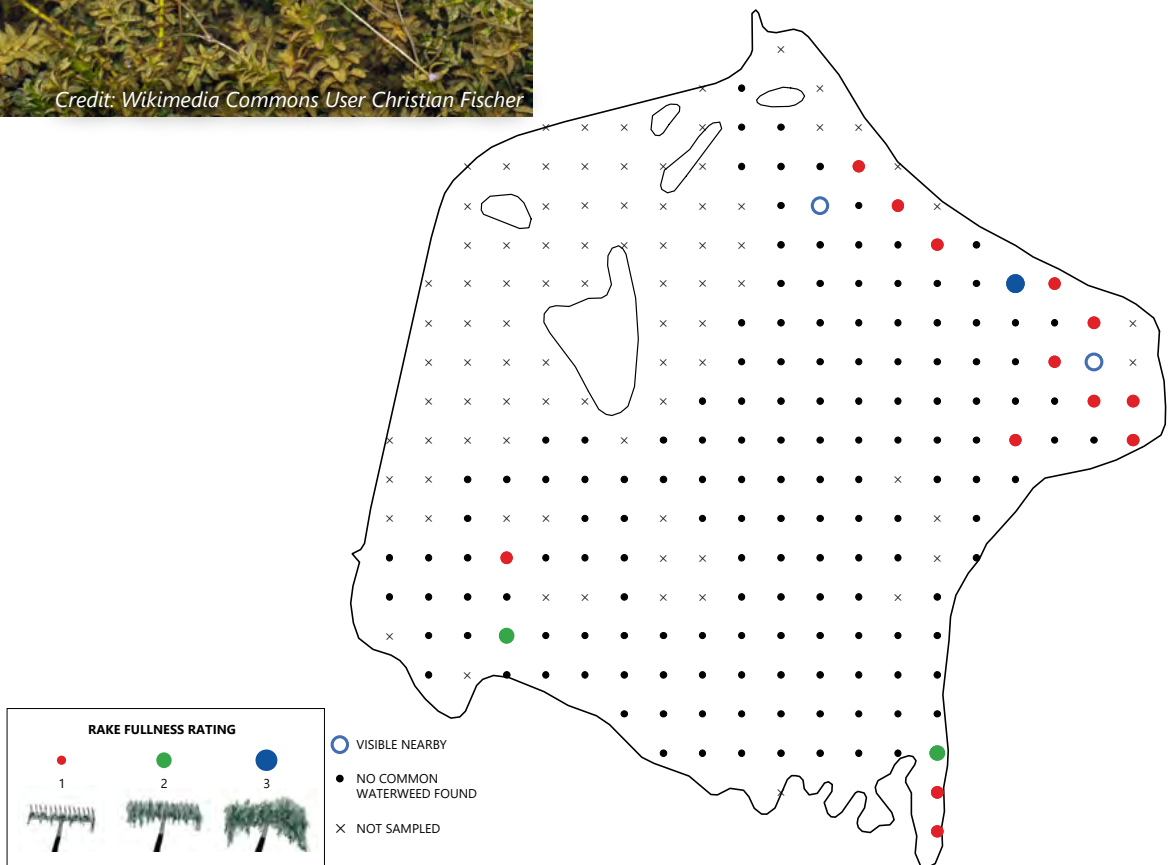 Credit: Wikimedia Commons User Christian Fischer
RAKE FULLNESS RATING
1 2 3
VISIBLE NEARBY
NO COMMON
WATERWEED FOUND
NOT SAMPLED